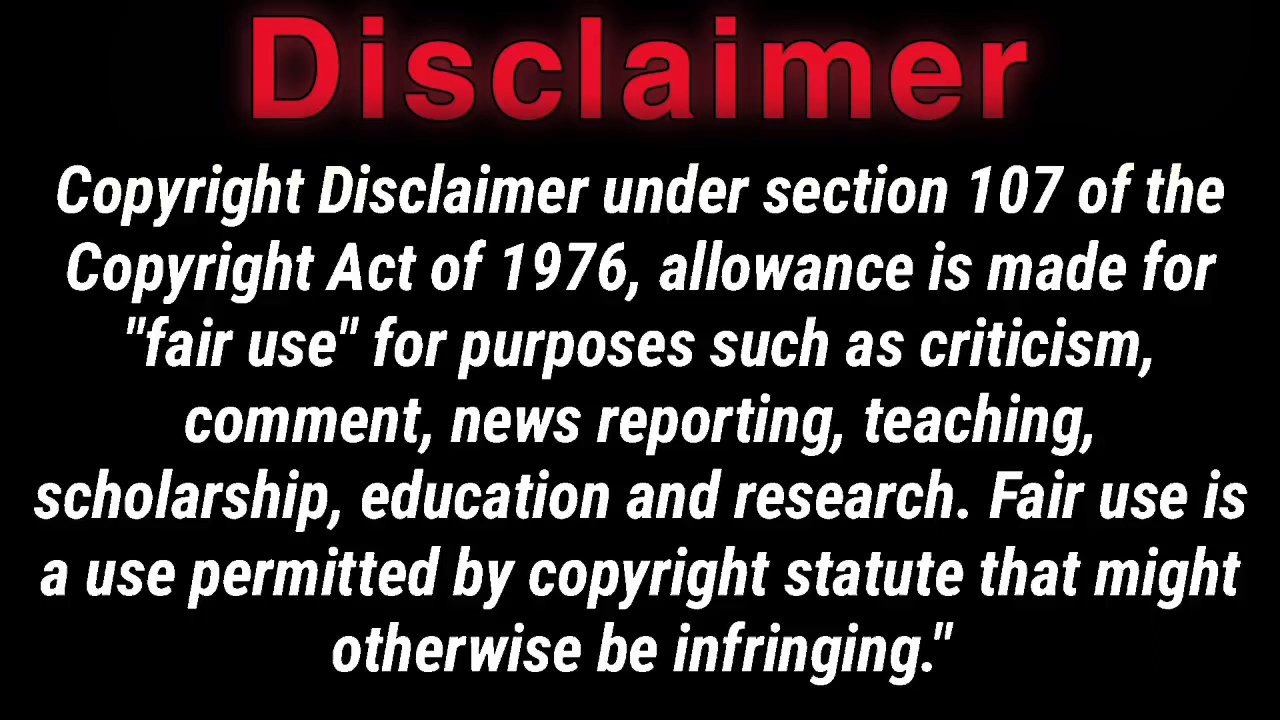 Disclaimer
Copyright Disclaimer under section 107 of the
Copyright Act of 1976, allowance is made for
"fair use" for purposes such as criticism,
comment, news reporting, teaching,
scholarship, education and research. Fair use is
a use permitted by copyright statute that might
otherwise be infringing."